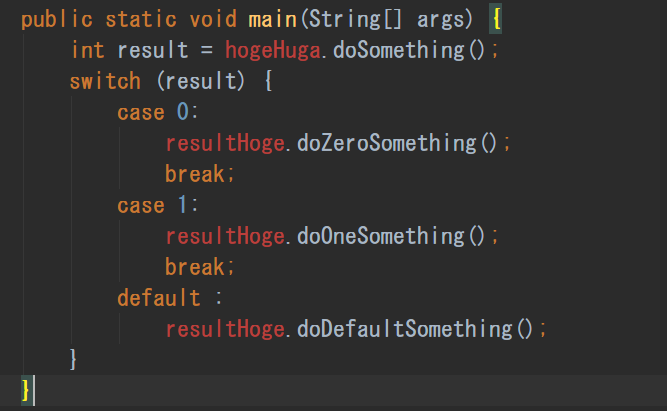 public static void main(String[] args) {
    int result = hogeHuga.doSomething();
    switch (result) {
        case 0:
            resultHoge.doZeroSomething();
            break;
        case 1:
            resultHoge.doOneSomething();
            break;
        default :
            resultHoge.doDefaultSomething();
    }
}